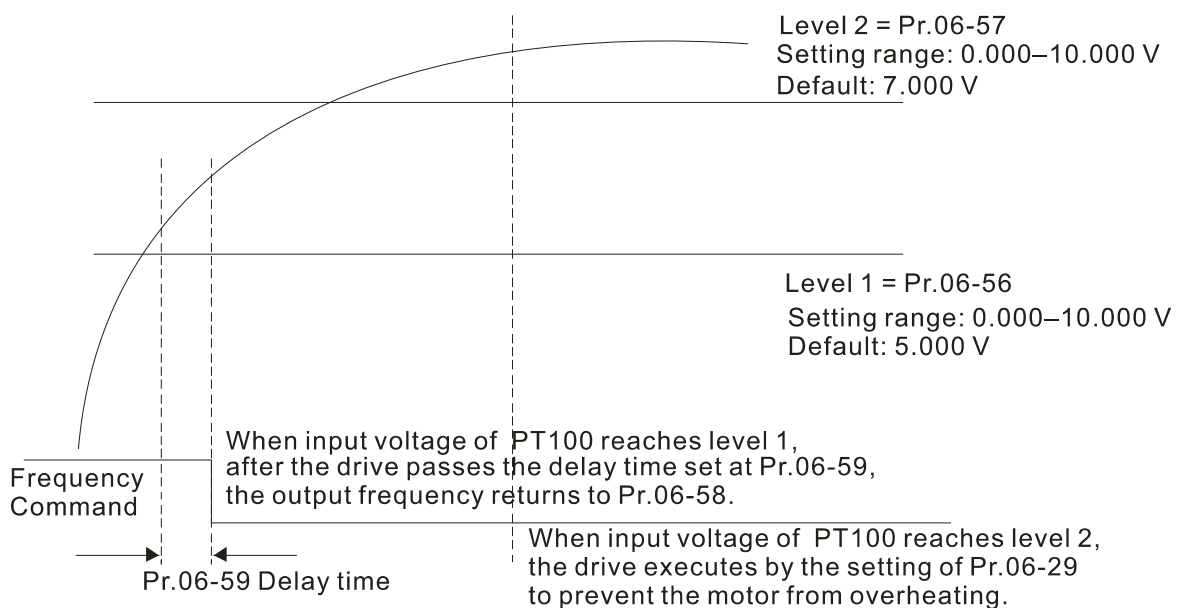 Level 2 = Pr.06-57
Setting range: 0.000–10.000 V
Default: 7.000 V
Level 1 = Pr.06-56
Setting range: 0.000–10.000 V
Default: 5.000 V
When input voltage of PT100 reaches level 1,
after the drive passes the delay time set at Pr.06-59,
the output frequency returns to Pr.06-58.
Frequency
Command
When input voltage of PT100 reaches level 2,
the drive executes by the setting of Pr.06-29
to prevent the motor from overheating.
Pr.06-59 Delay time